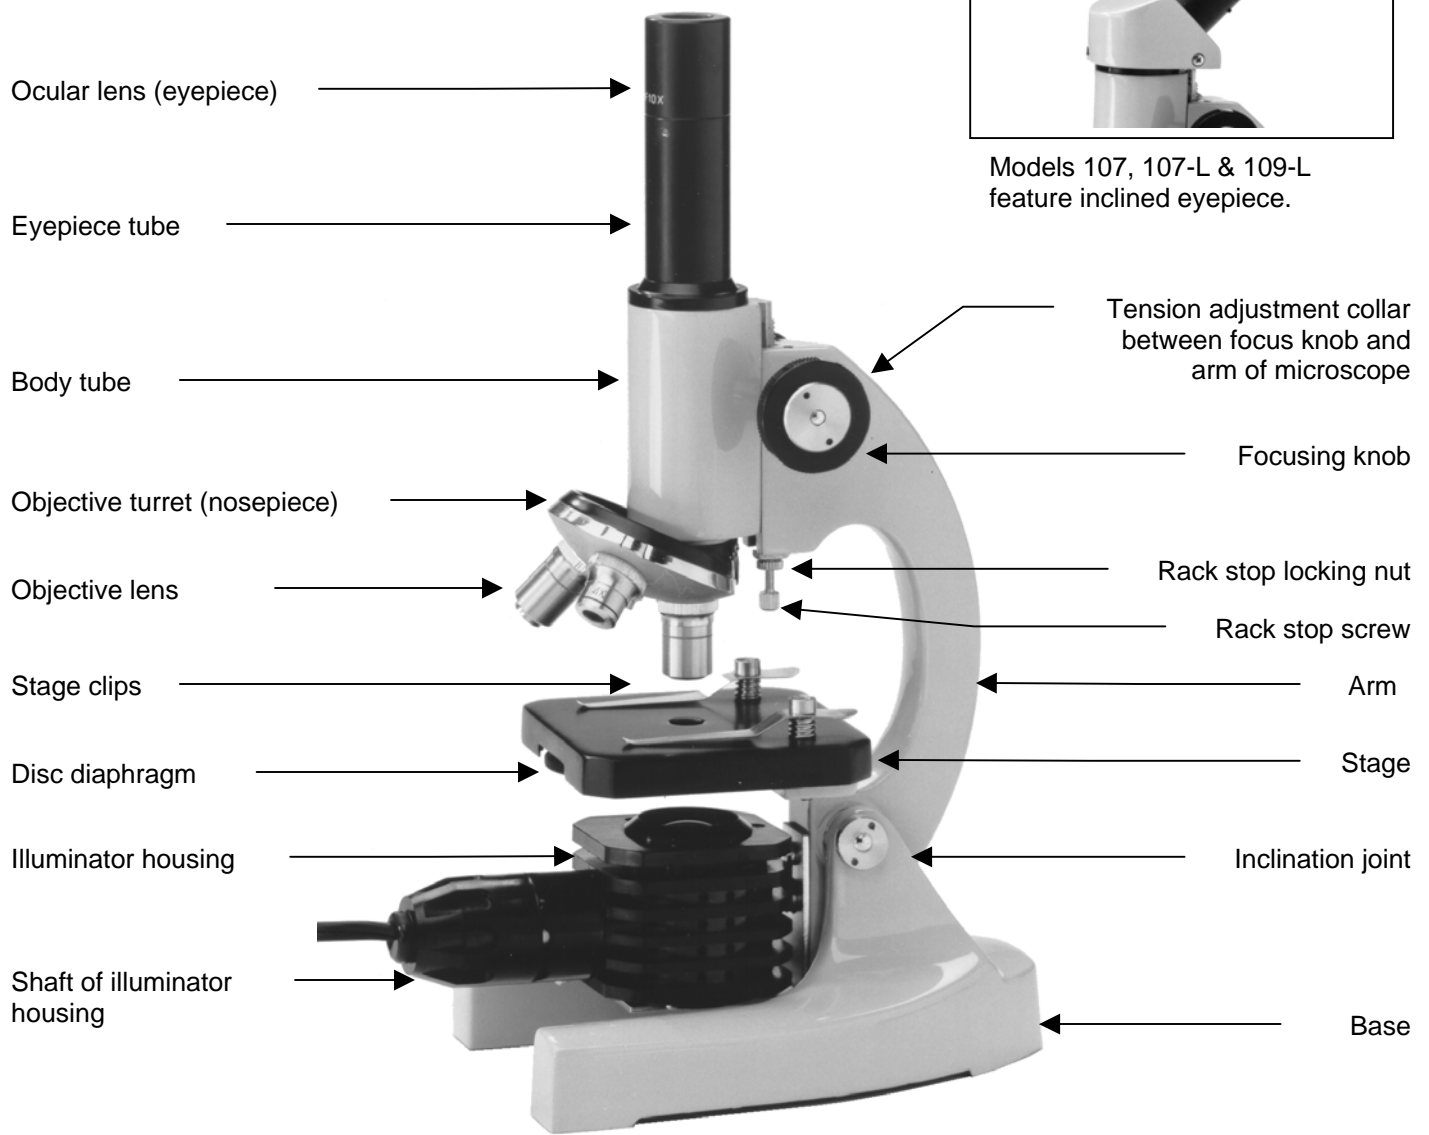 Ocular lens (eyepiece)
F10X
Models 107, 107-L & 109-L
feature inclined eyepiece.
Eyepiece tube
Tension adjustment collar
between focus knob and
arm of microscope
Body tube
Focusing knob
Objective turret (nosepiece)
Rack stop locking nut
Objective lens
Rack stop screw
Stage clips
Arm
Stage
Disc diaphragm
Illuminator housing
Inclination joint
Shaft of illuminator
housing
Base